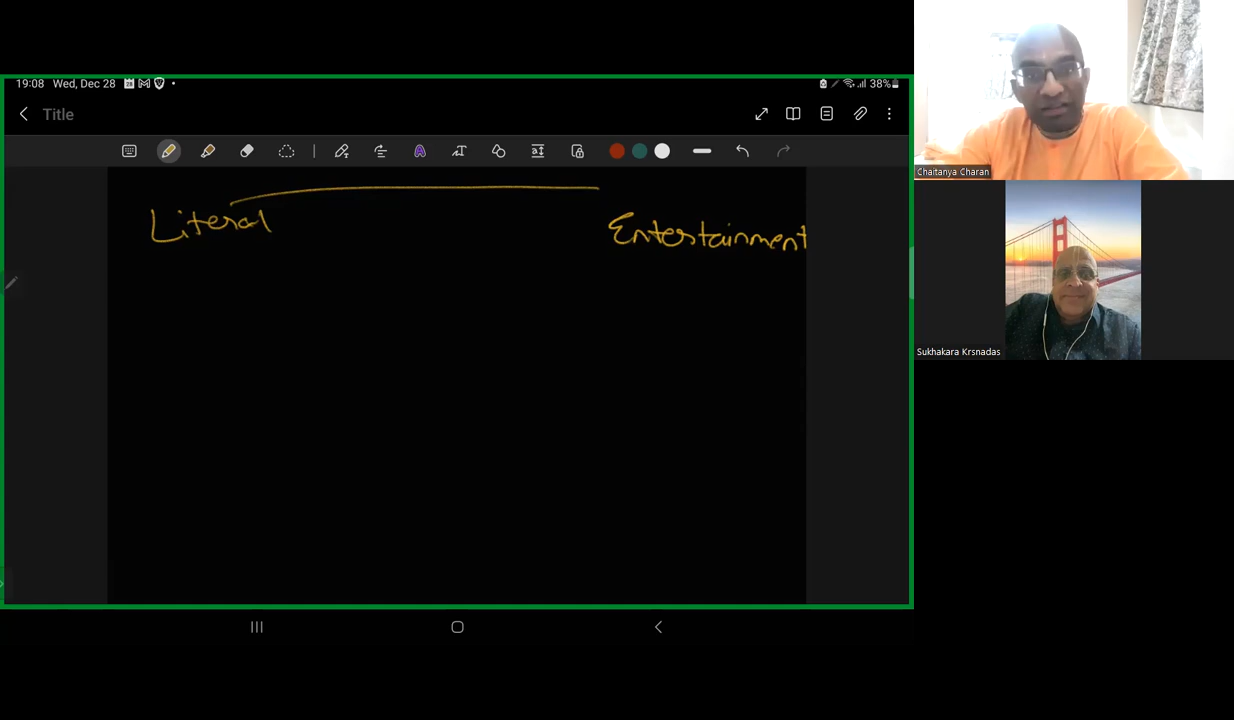 19:08 Wed, Dec 28 38%
Title
Literal
Entertainment
Chaitanya Charan
Sukhakara Krsnadas